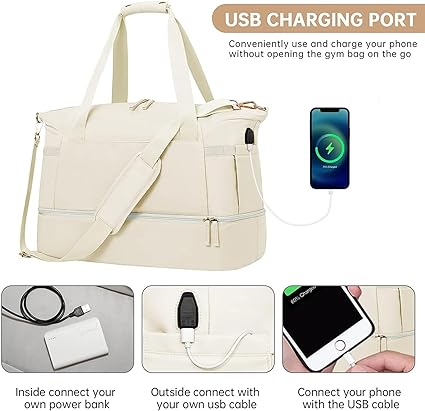 USB CHARGING PORT
Conveniently use and charge your phone
without opening the gym bag on the go
Inside connect your
own power bank
Outside connect with
your own usb cable
Connect your phone
with the USB cable